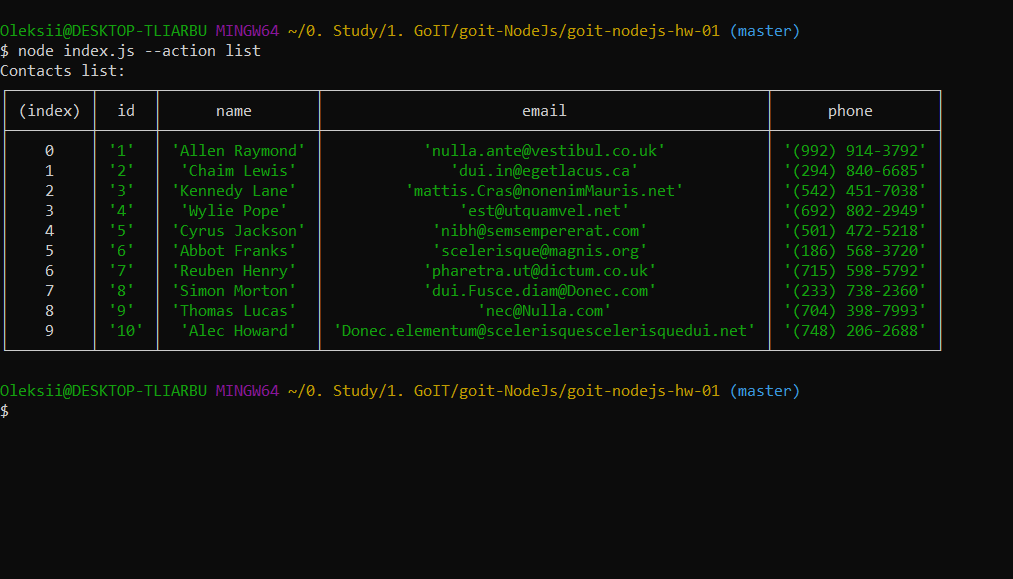 Oleksii@DESKTOP-TLIARBU MINGW64 ~/0. Study/1. GoIT/goit-NodeJs/goit-nodejs-hw-01 (master)
$ node index.js --action list
Contacts list:
(index) id name email phone
0 '1' 'Allen Raymond' 'nulla.ante@vestibul.co.uk' '(992) 914-3792'
1 '2' 'Chaim Lewis' 'dui.in@egetlacus.ca' '(294) 840-6685'
2 '3' 'Kennedy Lane' 'mattis.Cras@nonenimMauris.net' '(542) 451-7038'
3 '4' 'Wylie Pope' 'est@utquamvel.net' '(692) 802-2949'
4 '5' 'Cyrus Jackson' 'nibh@semsempererat.com' '(501) 472-5218'
5 '6' 'Abbot Franks' 'scelerisque@magnis.org' '(186) 568-3720'
6 '7' 'Reuben Henry' 'pharetra.ut@dictum.co.uk' '(715) 598-5792'
7 '8' 'Simon Morton' 'dui.Fusce.diam@Donec.com' '(233) 738-2360'
8 '9' 'Thomas Lucas' 'nec@Nulla.com' '(704) 398-7993'
9 '10' 'Alec Howard' 'Donec.elementum@scelerisquescelerisquedui.net' '(748) 206-2688'
Oleksii@DESKTOP-TLIARBU MINGW64 ~/0. Study/1. GoIT/goit-NodeJs/goit-nodejs-hw-01 (master)
$